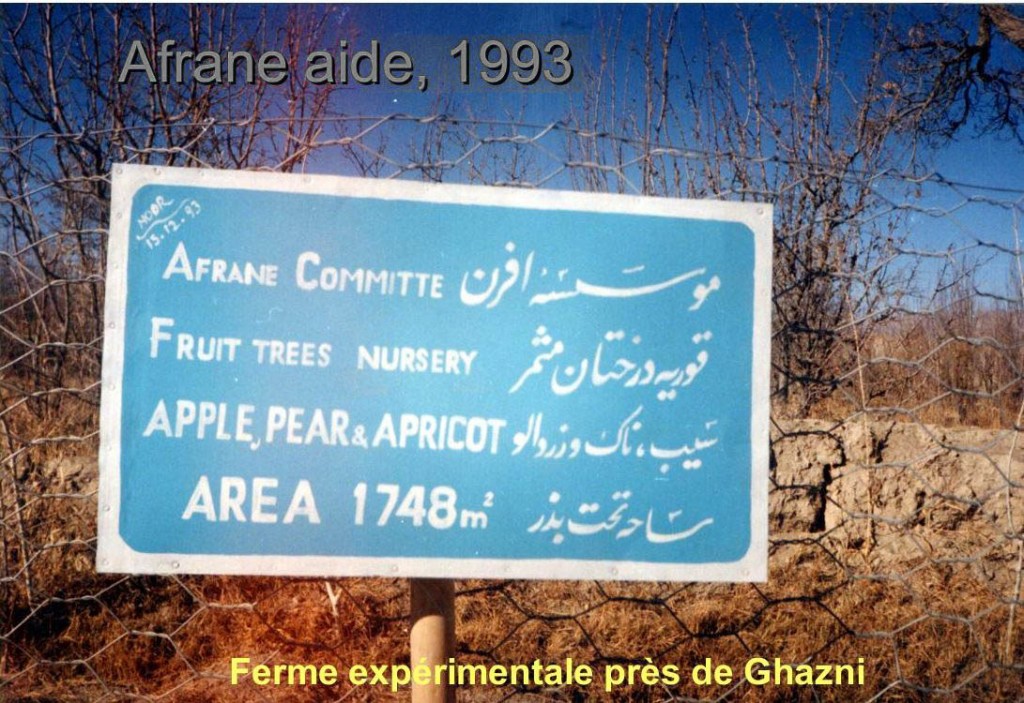 Afrane aide, 1993
15.12.93
AFRANE COMMITTE موسسهٔ افرن
FRUIT TREES NURSERY قوریه درختان مثمر
APPLE, PEAR & APRICOT سیب، ناک و زردالو
AREA 1748m² ساحه تحت بذر
Ferme expérimentale près de Ghazni